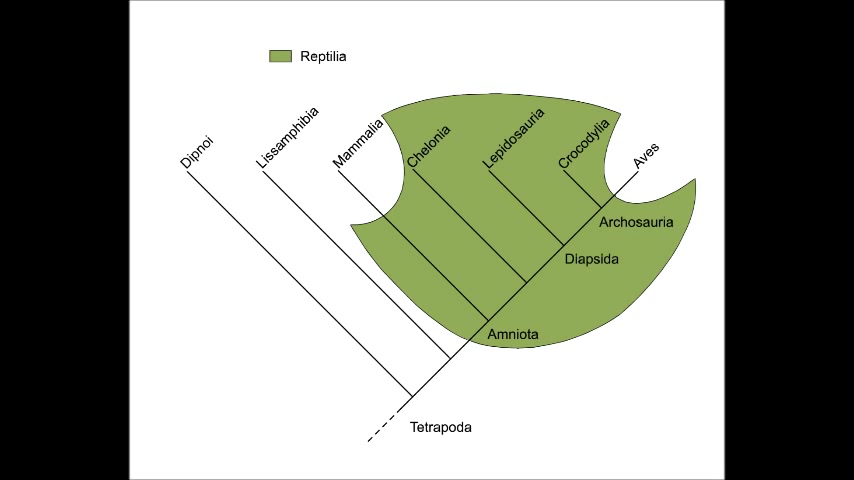 Reptilia
Dipnoi
Lissamphibia
Mammalia
Chelonia
Lepidosauria
Crocodylia
Aves
Archosauria
Diapsida
Amniota
Tetrapoda